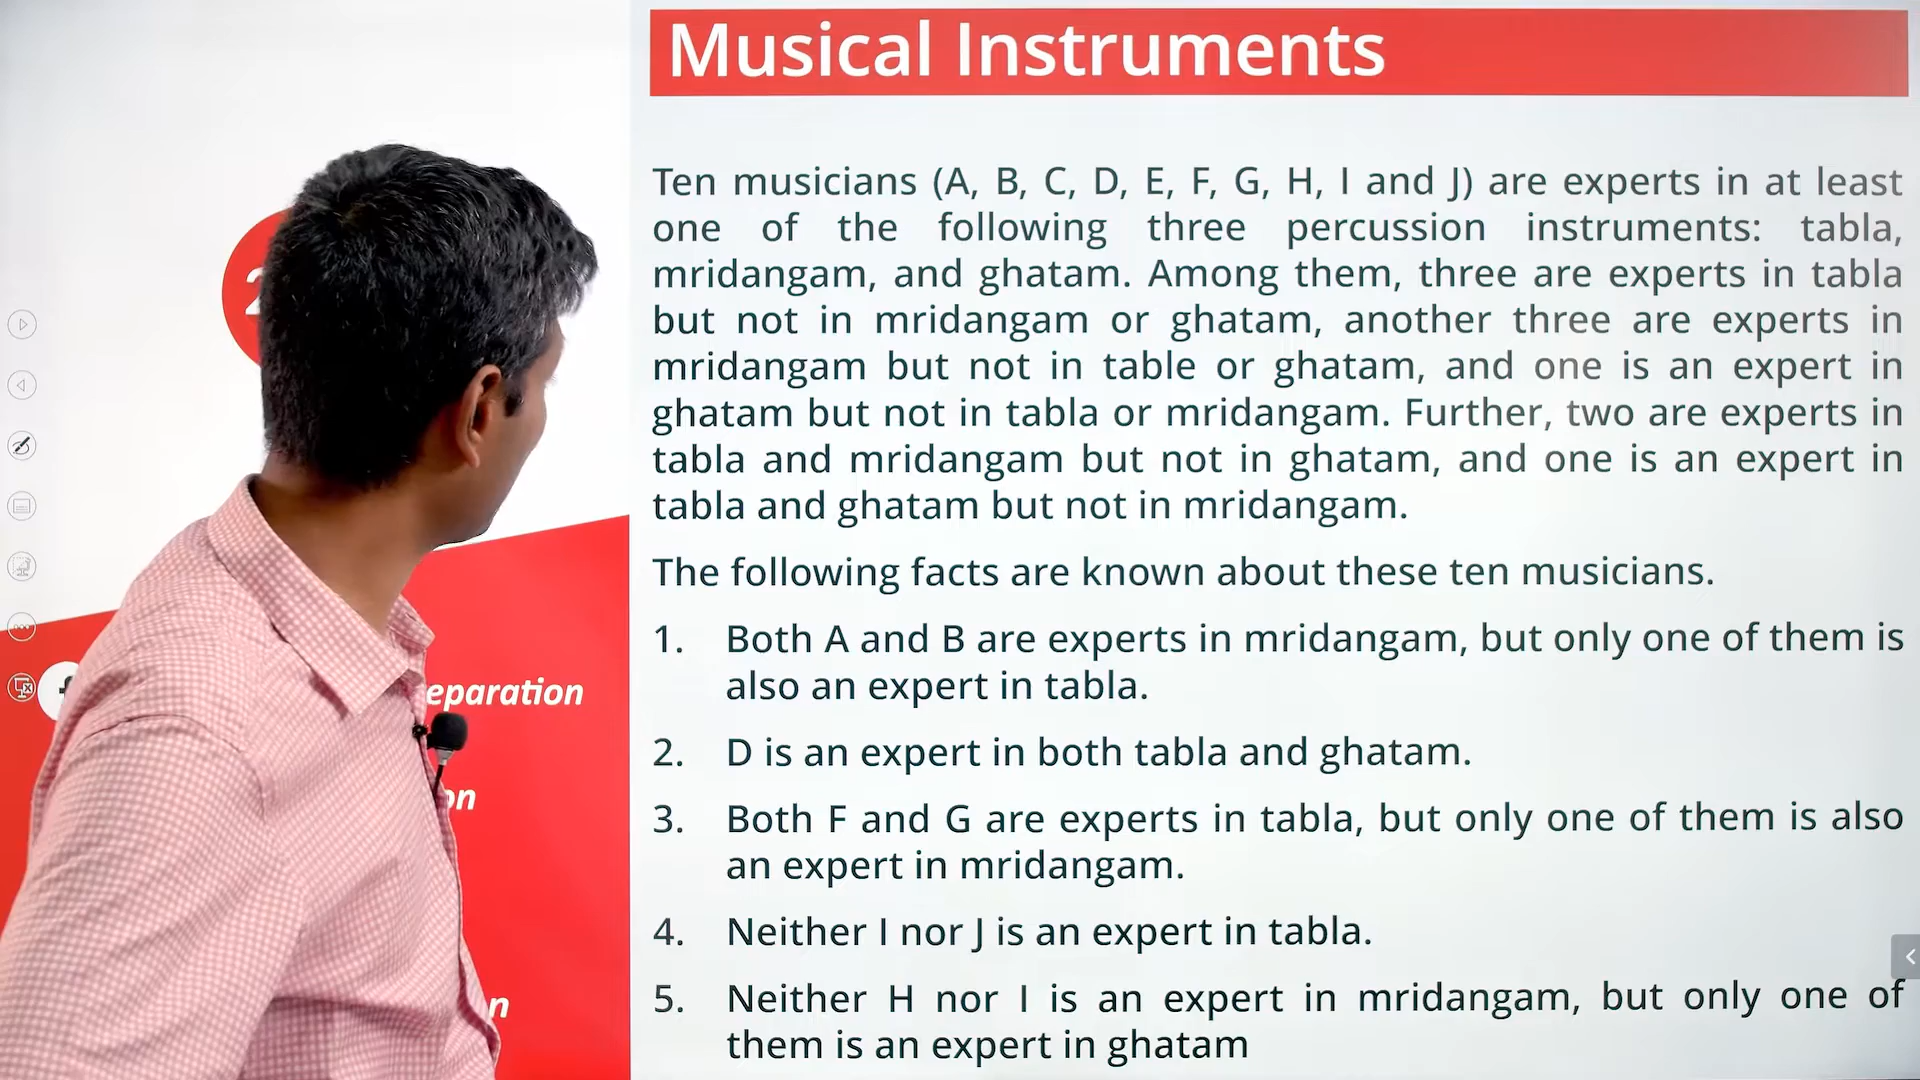 Musical Instruments
Ten musicians (A, B, C, D, E, F, G, H, I and J) are experts in at least
one of the following three percussion instruments: tabla,
mridangam, and ghatam. Among them, three are experts in tabla
but not in mridangam or ghatam, another three are experts in
mridangam but not in table or ghatam, and one is an expert in
ghatam but not in tabla or mridangam. Further, two are experts in
tabla and mridangam but not in ghatam, and one is an expert in
tabla and ghatam but not in mridangam.
The following facts are known about these ten musicians.
1. Both A and B are experts in mridangam, but only one of them is
also an expert in tabla.
2. D is an expert in both tabla and ghatam.
3. Both F and G are experts in tabla, but only one of them is also
an expert in mridangam.
4. Neither I nor J is an expert in tabla.
5. Neither H nor I is an expert in mridangam, but only one of
them is an expert in ghatam
2
eparation
on
n